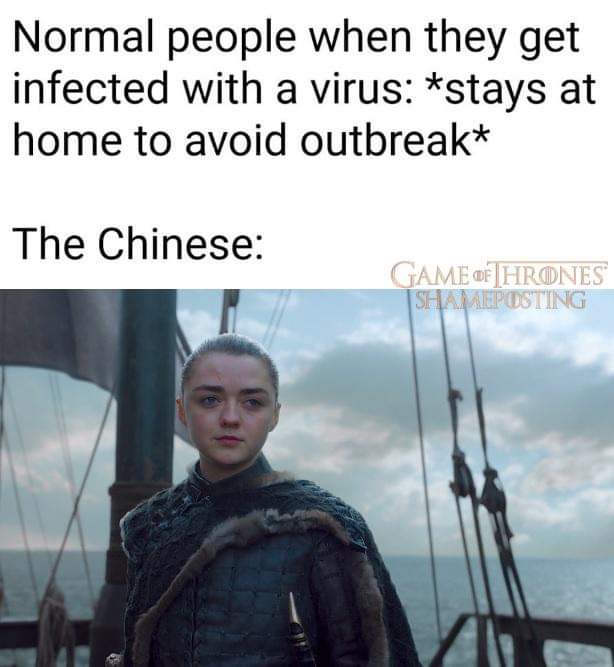 Normal people when they get
infected with a virus: *stays at
home to avoid outbreak*
The Chinese:
GAME OF THRONES
SHAMEPOSTING